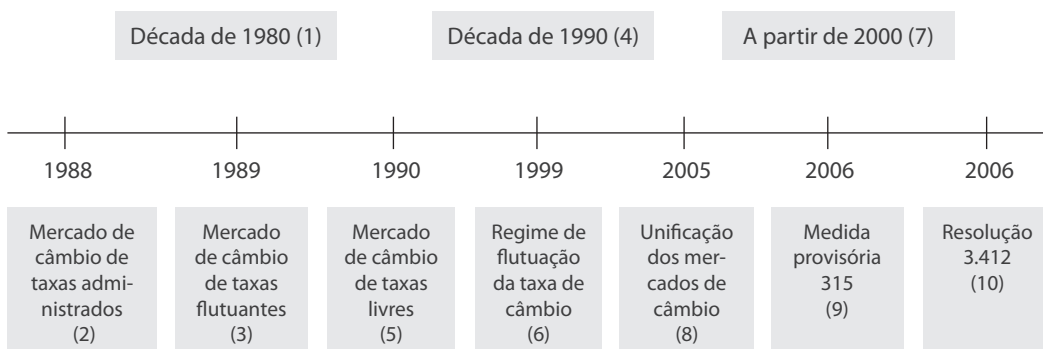 Década de 1980 (1)
Década de 1990 (4)
A partir de 2000 (7)
1988
1989
1990
1999
2005
2006
2006
Mercado de
câmbio de
taxas admi-
nistrados
(2)
Mercado
de câmbio
de taxas
flutuantes
(3)
Mercado
de câmbio
de taxas
livres
(5)
Regime de
flutuação
da taxa de
câmbio
(6)
Unificação
dos mer-
cados de
câmbio
(8)
Medida
provisória
315
(9)
Resolução
3.412
(10)